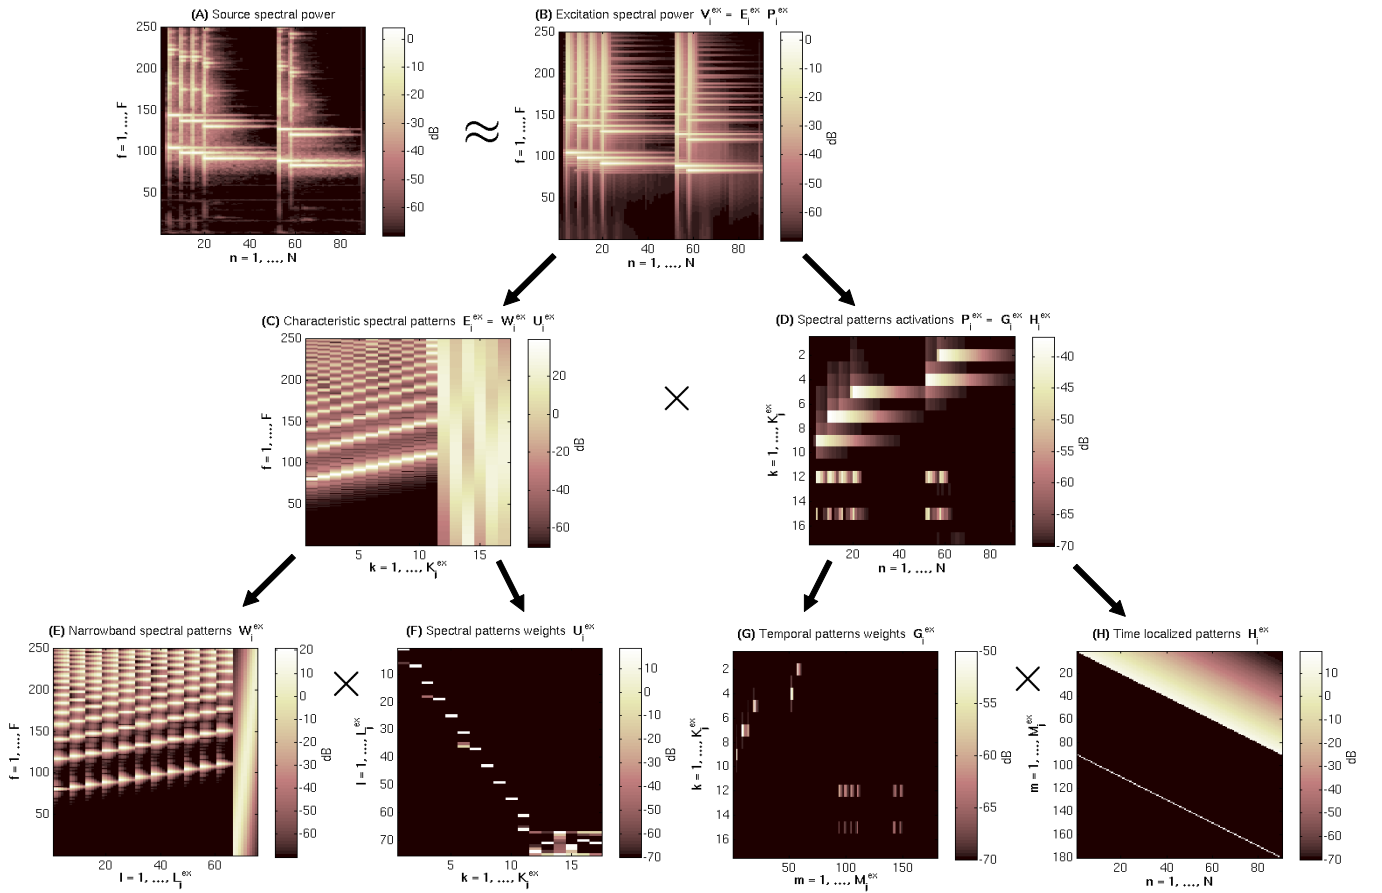 (A) Source spectral power
250
200
150
100
50
f = 1, ..., F
20 40 60 80
n = 1, ..., N
0
-10
-20
-30
-40
-50
-60
dB
≈
(B) Excitation spectral power V_j^ex = E_j^ex P_j^ex
250
200
150
100
50
f = 1, ..., F
20 40 60 80
n = 1, ..., N
0
-10
-20
-30
-40
-50
-60
dB
(C) Characteristic spectral patterns E_j^ex = W_j^ex U_j^ex
250
200
150
100
50
f = 1, ..., F
5 10 15
k = 1, ..., K_j^ex
20
0
-20
-40
-60
dB
×
(D) Spectral patterns activations P_j^ex = G_j^ex H_j^ex
2
4
6
8
10
12
14
16
k = 1, ..., K_j^ex
20 40 60 80
n = 1, ..., N
-40
-45
-50
-55
-60
-65
-70
dB
(E) Narrowband spectral patterns W_j^ex
250
200
150
100
50
f = 1, ..., F
20 40 60
l = 1, ..., L_j^ex
20
10
0
-10
-20
-30
-40
-50
-60
dB
×
(F) Spectral patterns weights U_j^ex
10
20
30
40
50
60
70
l = 1, ..., L_j^ex
5 10 15
k = 1, ..., K_j^ex
10
0
-10
-20
-30
-40
-50
-60
-70
dB
(G) Temporal patterns weights G_j^ex
2
4
6
8
10
12
14
16
k = 1, ..., K_j^ex
50 100 150
m = 1, ..., M_j^ex
-50
-55
-60
-65
-70
dB
×
(H) Time localized patterns H_j^ex
20
40
60
80
100
120
140
160
180
m = 1, ..., M_j^ex
20 40 60 80
n = 1, ..., N
10
0
-10
-20
-30
-40
-50
-60
-70
dB